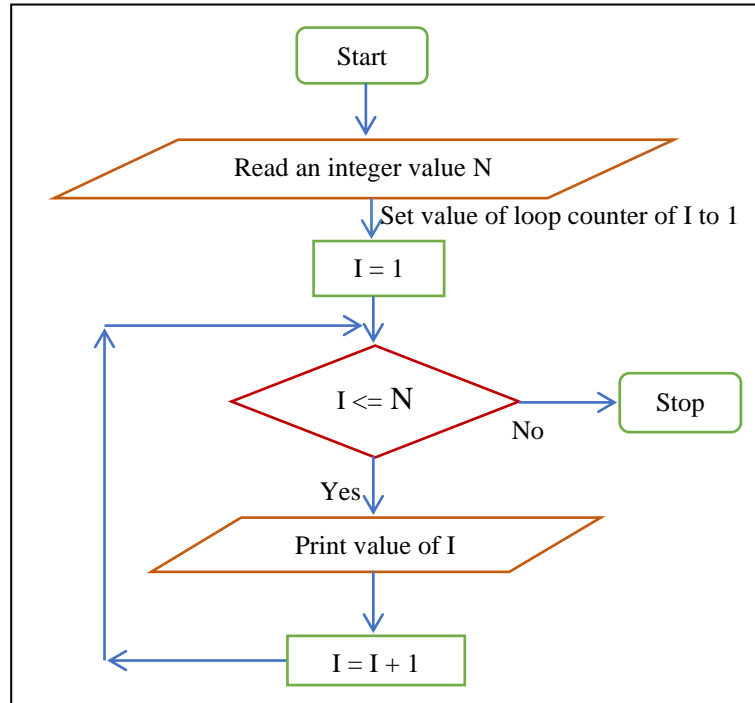 Start
Read an integer value N
Set value of loop counter of I to 1
I = 1
I <= N
Stop
No
Yes
Print value of I
I = I + 1